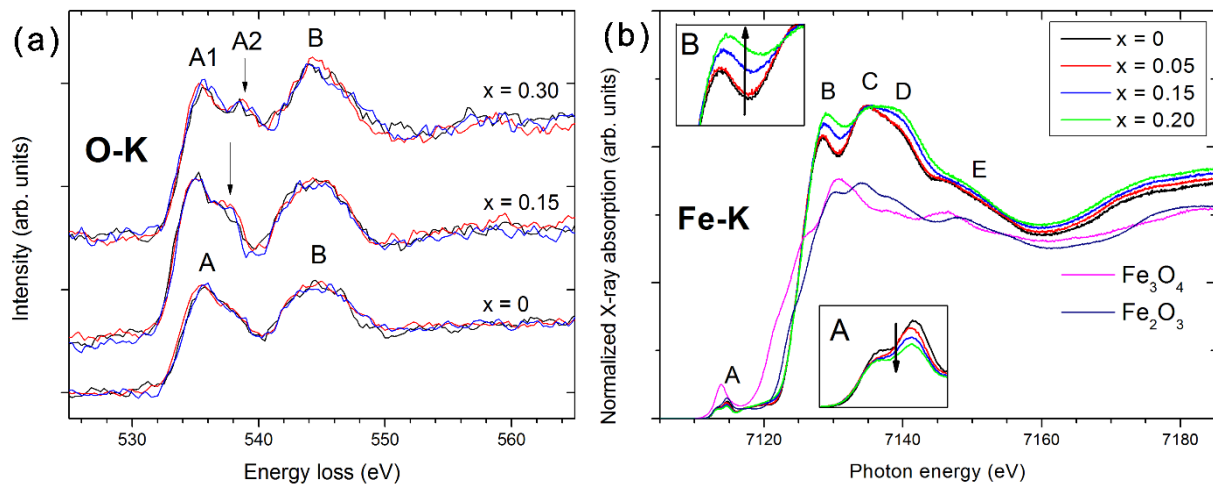 (a)
A1
A2
B
x = 0.30
O-K
x = 0.15
A
B
x = 0
Intensity (arb. units)
530
540
550
560
Energy loss (eV)
(b)
B
x = 0
x = 0.05
x = 0.15
x = 0.20
B
C
D
E
Fe-K
Fe₃O₄
Fe₂O₃
A
A
Normalized X-ray absorption (arb. units)
7120
7140
7160
7180
Photon energy (eV)